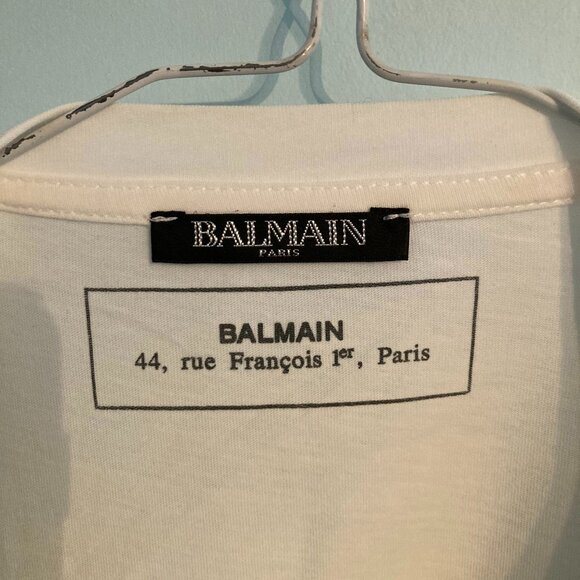 BALMAIN
PARIS
BALMAIN
44, rue François 1er, Paris